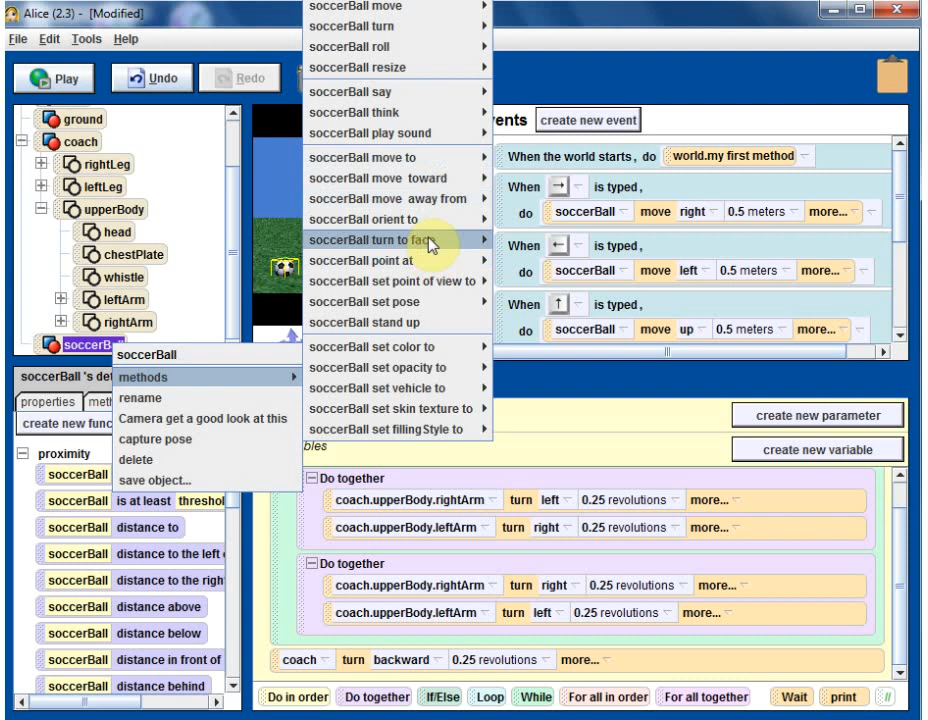 Alice (2.3) - [Modified]
File Edit Tools Help
Play Undo Redo
ground
coach
rightLeg
leftLeg
upperBody
head
chestPlate
whistle
leftArm
rightArm
soccerBall
soccerBall move
soccerBall turn
soccerBall roll
soccerBall resize
soccerBall say
soccerBall think
soccerBall play sound
soccerBall move to
soccerBall move toward
soccerBall move away from
soccerBall orient to
soccerBall turn to face
soccerBall point at
soccerBall set point of view to
soccerBall set pose
soccerBall stand up
soccerBall set color to
soccerBall set opacity to
soccerBall set vehicle to
soccerBall set skin texture to
soccerBall set fillingStyle to
vents create new event
When the world starts, do world.my first method
When → is typed,
do soccerBall move right 0.5 meters more...
When ← is typed,
do soccerBall move left 0.5 meters more...
When ↑ is typed,
do soccerBall move up 0.5 meters more...
soccerBall
methods
rename
Camera get a good look at this
capture pose
delete
save object...
soccerBall 's det
properties meth
create new func
proximity
soccerBall
soccerBall is at least threshol
soccerBall distance to
soccerBall distance to the left
soccerBall distance to the righ
soccerBall distance above
soccerBall distance below
soccerBall distance in front of
soccerBall distance behind
create new parameter
bles create new variable
Do together
coach.upperBody.rightArm turn left 0.25 revolutions more...
coach.upperBody.leftArm turn right 0.25 revolutions more...
Do together
coach.upperBody.rightArm turn right 0.25 revolutions more...
coach.upperBody.leftArm turn left 0.25 revolutions more...
coach turn backward 0.25 revolutions more...
Do in order Do together If/Else Loop While For all in order For all together Wait print //